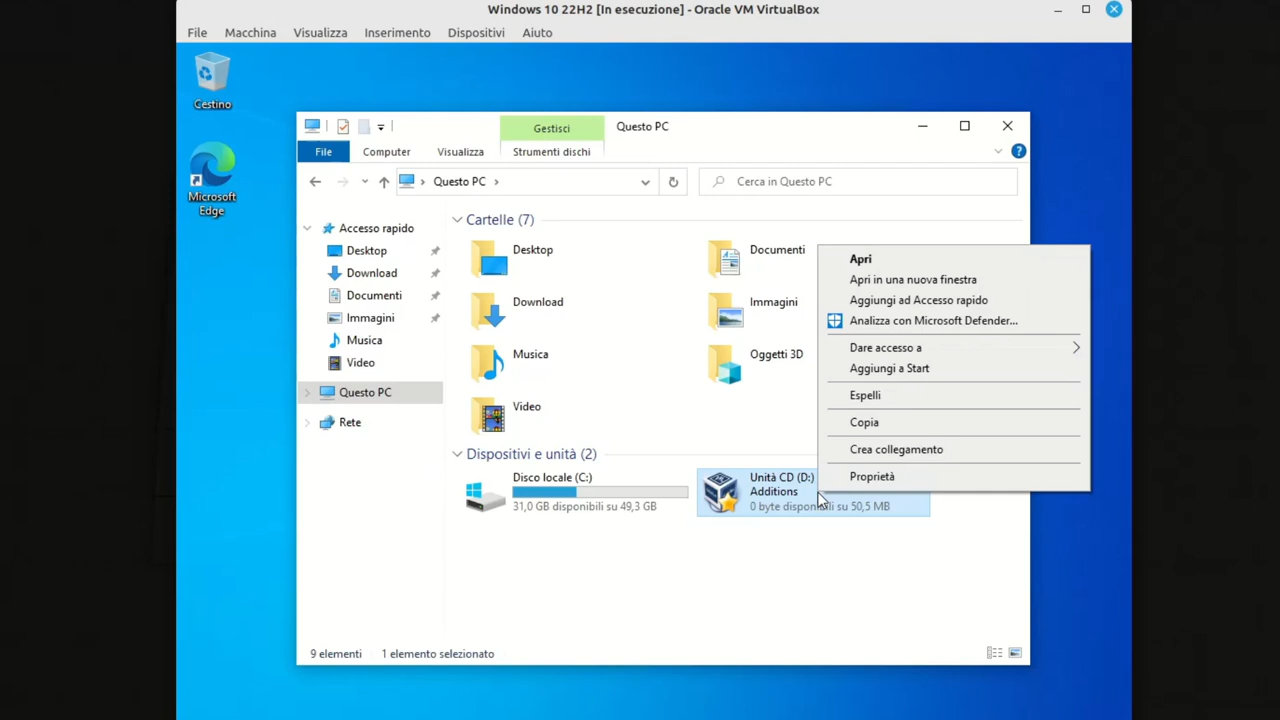 Windows 10 22H2 [In esecuzione] - Oracle VM VirtualBox
File Macchina Visualizza Inserimento Dispositivi Aiuto
Cestino
Microsoft
Edge
Gestisci Questo PC
File Computer Visualizza Strumenti dischi
Questo PC
Cerca in Questo PC
Accesso rapido
Desktop
Download
Documenti
Immagini
Musica
Video
Questo PC
Rete
Cartelle (7)
Desktop
Documenti
Download
Immagini
Musica
Oggetti 3D
Video
Dispositivi e unità (2)
Disco locale (C:)
31,0 GB disponibili su 49,3 GB
Unità CD (D:)
Additions
0 byte disponibili su 50,5 MB
Apri
Apri in una nuova finestra
Aggiungi ad Accesso rapido
Analizza con Microsoft Defender...
Dare accesso a
Aggiungi a Start
Espelli
Copia
Crea collegamento
Proprietà
9 elementi 1 elemento selezionato